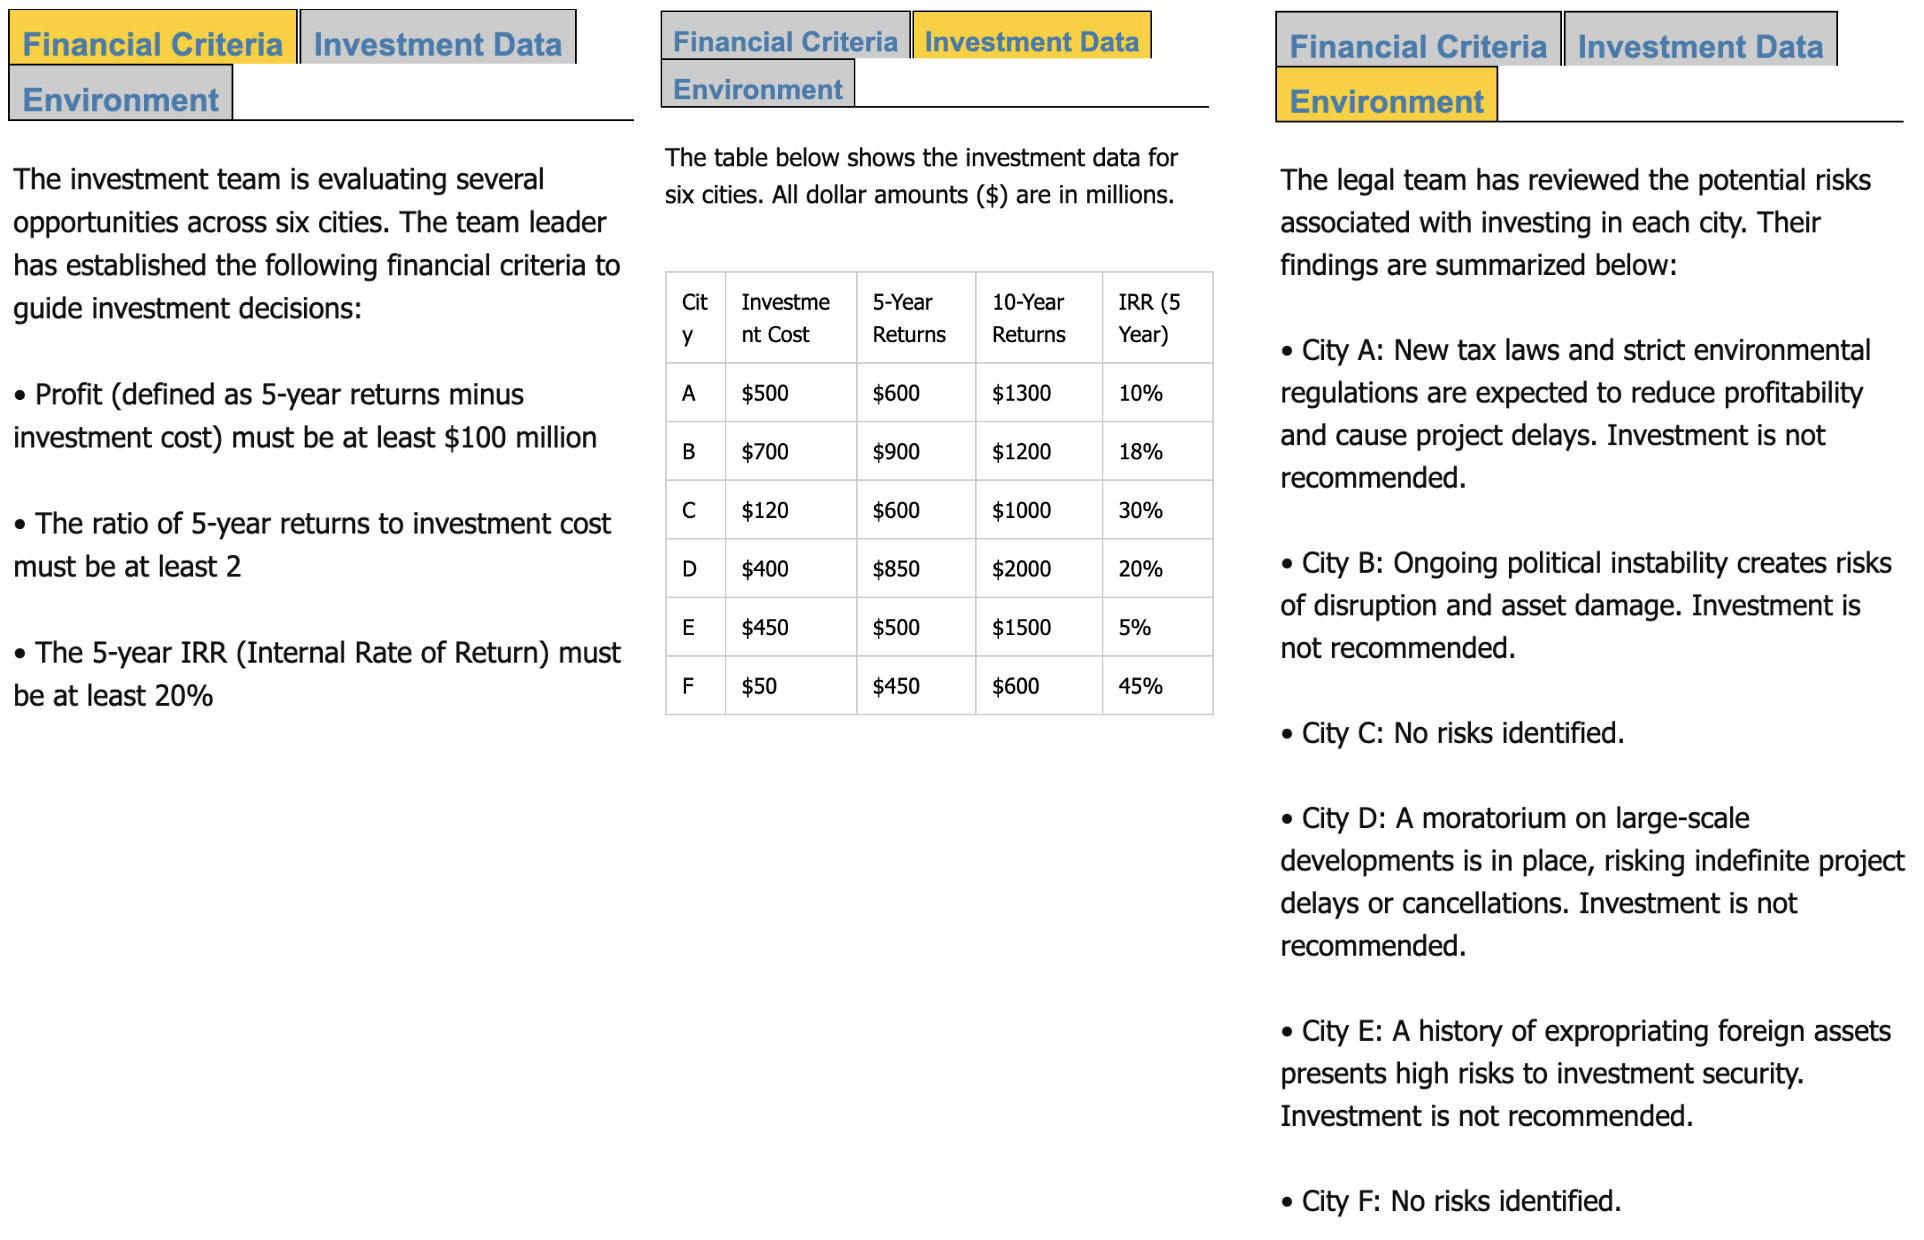 Financial Criteria
Investment Data
Environment
The investment team is evaluating several
opportunities across six cities. The team leader
has established the following financial criteria to
guide investment decisions:
• Profit (defined as 5-year returns minus
investment cost) must be at least $100 million
• The ratio of 5-year returns to investment cost
must be at least 2
• The 5-year IRR (Internal Rate of Return) must
be at least 20%
Financial Criteria
Investment Data
Environment
The table below shows the investment data for
six cities. All dollar amounts ($) are in millions.
Cit
y
Investme
nt Cost
5-Year
Returns
10-Year
Returns
IRR (5
Year)
A $500 $600 $1300 10%
B $700 $900 $1200 18%
C $120 $600 $1000 30%
D $400 $850 $2000 20%
E $450 $500 $1500 5%
F $50 $450 $600 45%
Financial Criteria
Investment Data
Environment
The legal team has reviewed the potential risks
associated with investing in each city. Their
findings are summarized below:
• City A: New tax laws and strict environmental
regulations are expected to reduce profitability
and cause project delays. Investment is not
recommended.
• City B: Ongoing political instability creates risks
of disruption and asset damage. Investment is
not recommended.
• City C: No risks identified.
• City D: A moratorium on large-scale
developments is in place, risking indefinite project
delays or cancellations. Investment is not
recommended.
• City E: A history of expropriating foreign assets
presents high risks to investment security.
Investment is not recommended.
• City F: No risks identified.